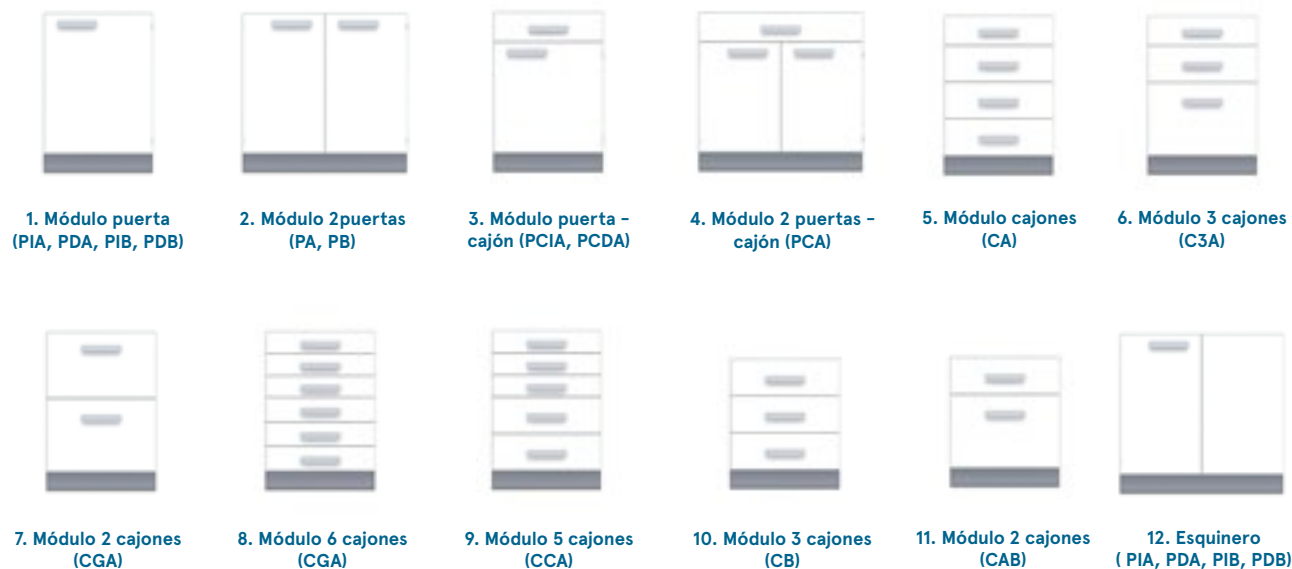 1. Módulo puerta
(PIA, PDA, PIB, PDB)
2. Módulo 2puertas
(PA, PB)
3. Módulo puerta -
cajón (PCIA, PCDA)
4. Módulo 2 puertas -
cajón (PCA)
5. Módulo cajones
(CA)
6. Módulo 3 cajones
(C3A)
7. Módulo 2 cajones
(CGA)
8. Módulo 6 cajones
(CGA)
9. Módulo 5 cajones
(CCA)
10. Módulo 3 cajones
(CB)
11. Módulo 2 cajones
(CAB)
12. Esquinero
( PIA, PDA, PIB, PDB)